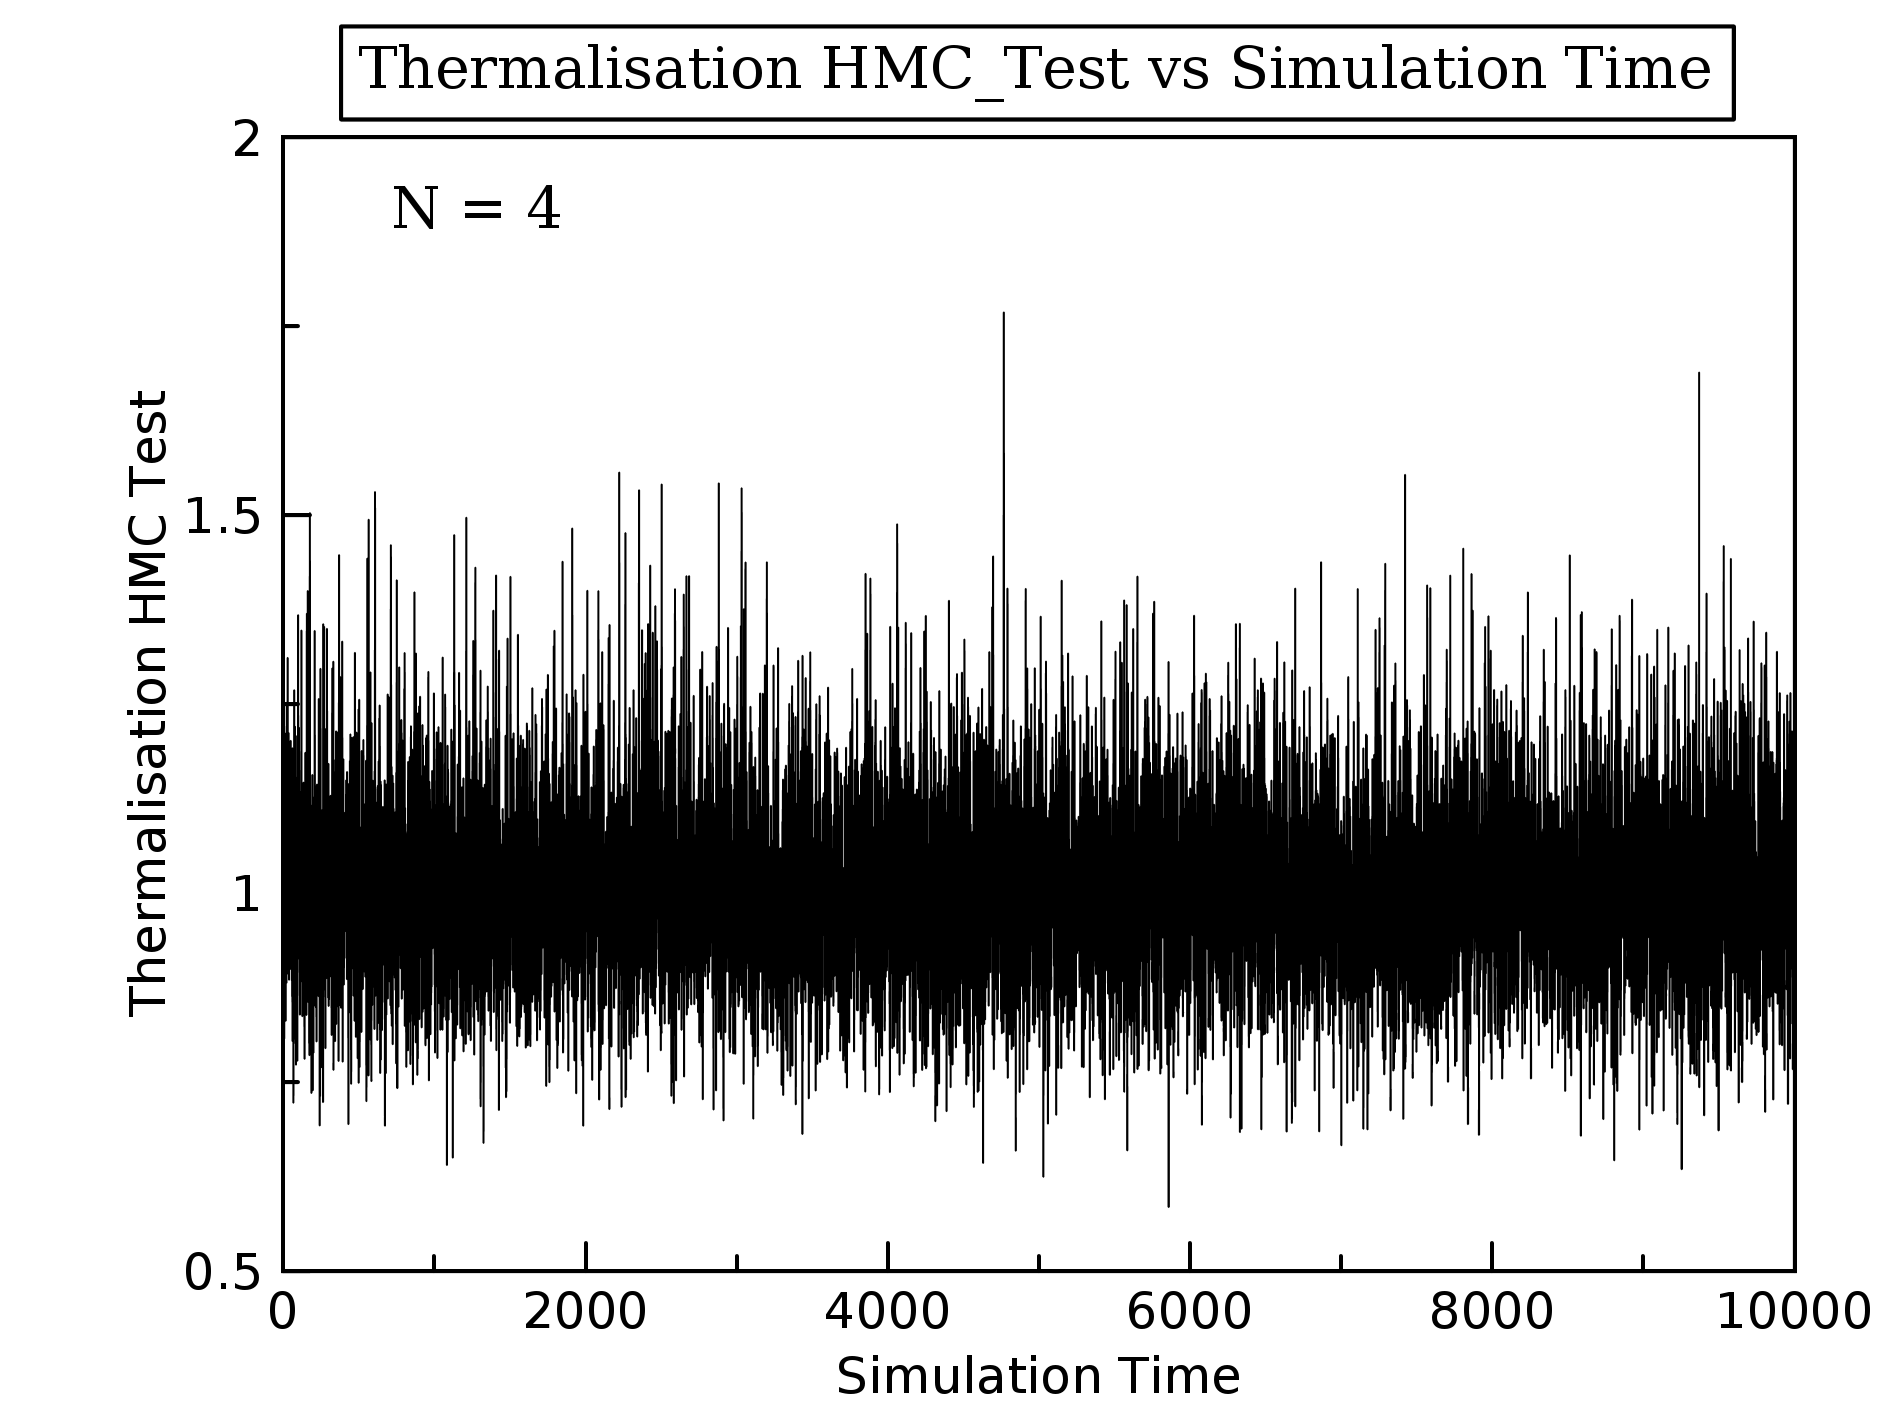 Thermalisation HMC_Test vs Simulation Time
N = 4
Thermalisation HMC Test
2
1.5
1
0.5
0 2000 4000 6000 8000 10000
Simulation Time